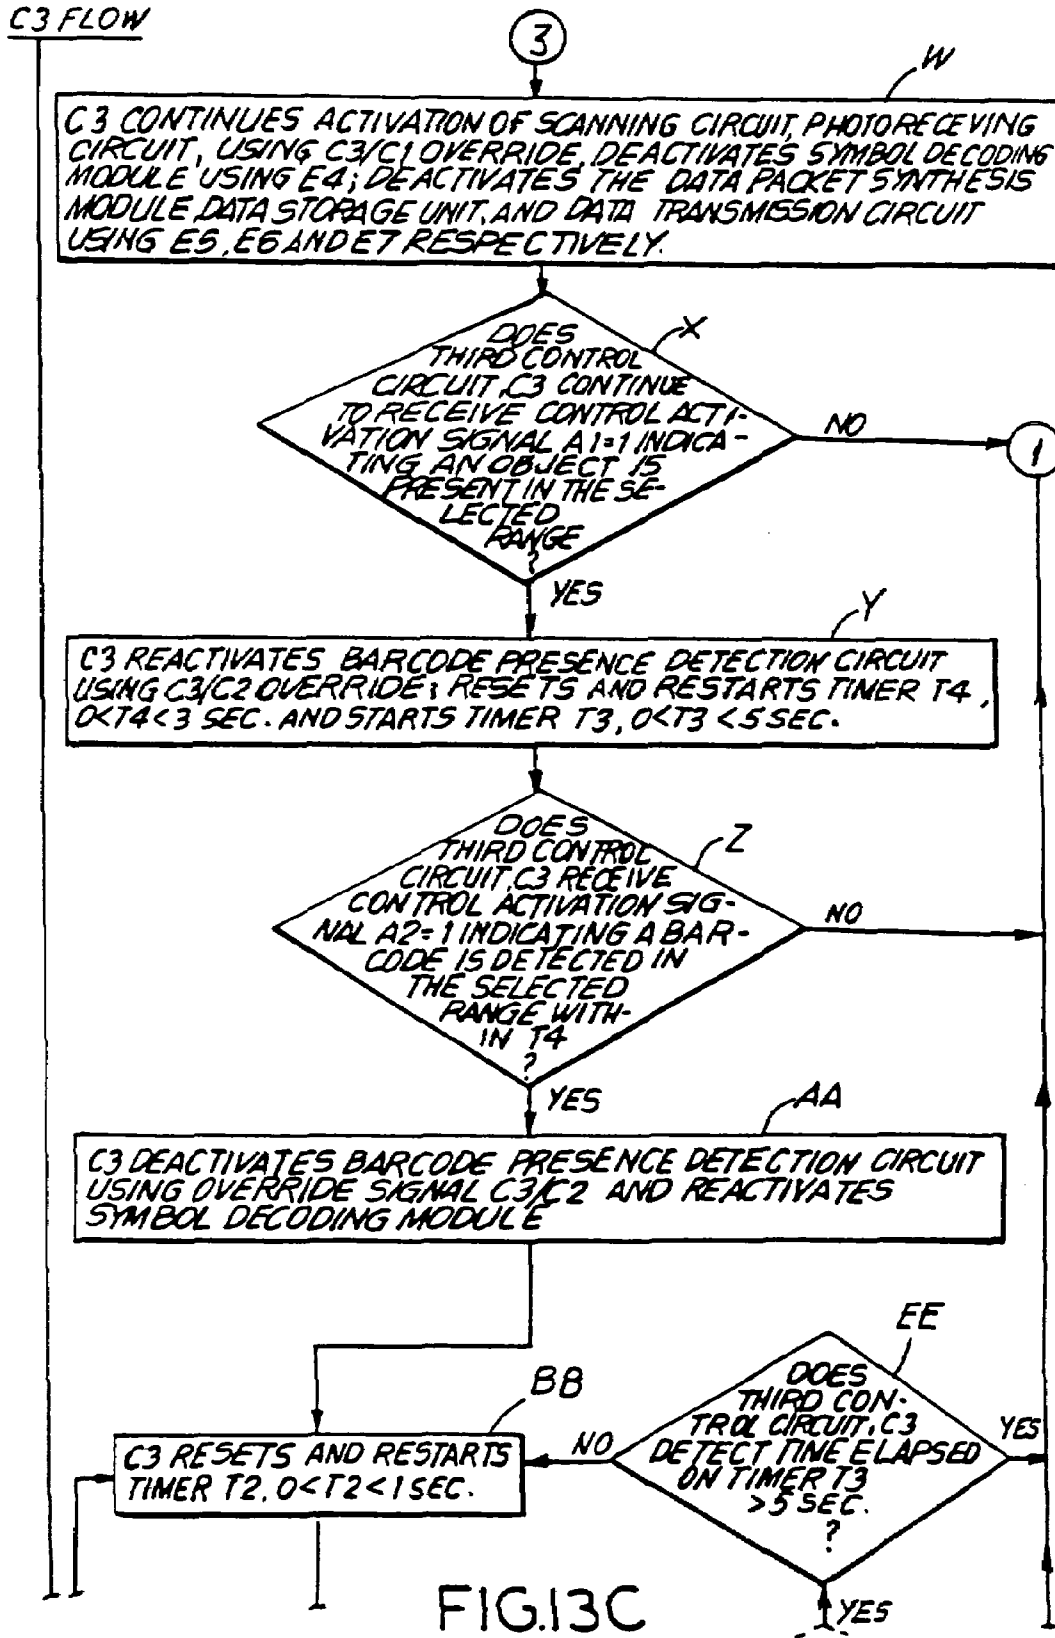 C3 FLOW
3
W
C3 CONTINUES ACTIVATION OF SCANNING CIRCUIT, PHOTORECEVING
CIRCUIT, USING C3/C1 OVERRIDE, DEACTIVATES SYMBOL DECODING
MODULE USING E4; DEACTIVATES THE DATA PACKET SYNTHESIS
MODULE, DATA STORAGE UNIT, AND DATA TRANSMISSION CIRCUIT
USING E5, E6 AND E7 RESPECTIVELY.
X
DOES
THIRD CONTROL
CIRCUIT, C3 CONTINUE
TO RECEIVE CONTROL ACTI-
VATION SIGNAL A1=1 INDICA-
TING AN OBJECT IS
PRESENT IN THE SE-
LECTED
RANGE
?
NO
1
YES
Y
C3 REACTIVATES BARCODE PRESENCE DETECTION CIRCUIT
USING C3/C2 OVERRIDE; RESETS AND RESTARTS TIMER T4,
0<T4<3 SEC. AND STARTS TIMER T3, 0<T3<5 SEC.
Z
DOES
THIRD CONTROL
CIRCUIT, C3 RECEIVE
CONTROL ACTIVATION SIG-
NAL A2=1 INDICATING A BAR-
CODE IS DETECTED IN
THE SELECTED
RANGE WITH-
IN T4
?
NO
YES
AA
C3 DEACTIVATES BARCODE PRESENCE DETECTION CIRCUIT
USING OVERRIDE SIGNAL C3/C2 AND REACTIVATES
SYMBOL DECODING MODULE
BB
C3 RESETS AND RESTARTS
TIMER T2, 0<T2<1 SEC.
EE
DOES
THIRD CON-
TROL CIRCUIT, C3
DETECT TIME ELAPSED
ON TIMER T3
>5 SEC.
?
NO
YES
YES
FIG.13C